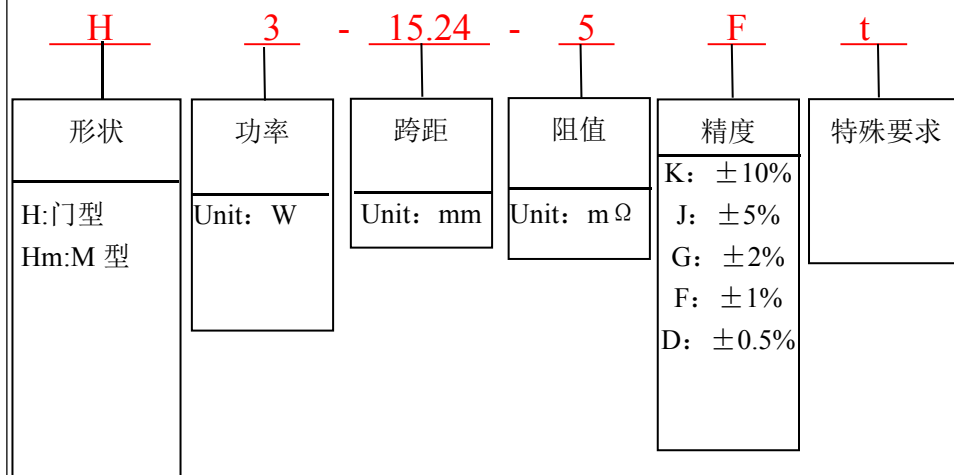 H 3 - 15.24 - 5 F t
形状 功率 跨距 阻值 精度 特殊要求
H:门型
Hm:M 型
Unit：W
Unit：mm
Unit：mΩ
K：±10%
J：±5%
G：±2%
F：±1%
D：±0.5%